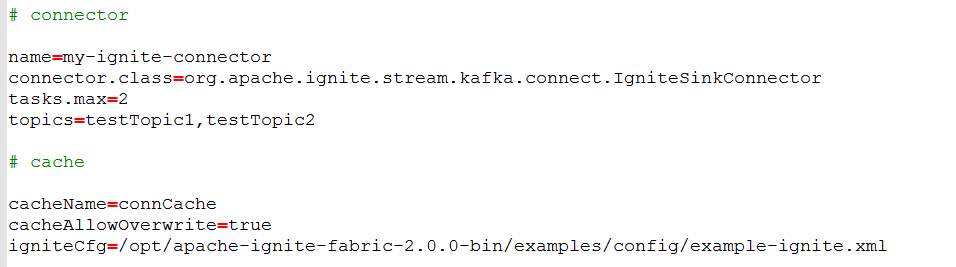 # connector
name=my-ignite-connector
connector.class=org.apache.ignite.stream.kafka.connect.IgniteSinkConnector
tasks.max=2
topics=testTopic1,testTopic2
# cache
cacheName=connCache
cacheAllowOverwrite=true
igniteCfg=/opt/apache-ignite-fabric-2.0.0-bin/examples/config/example-ignite.xml